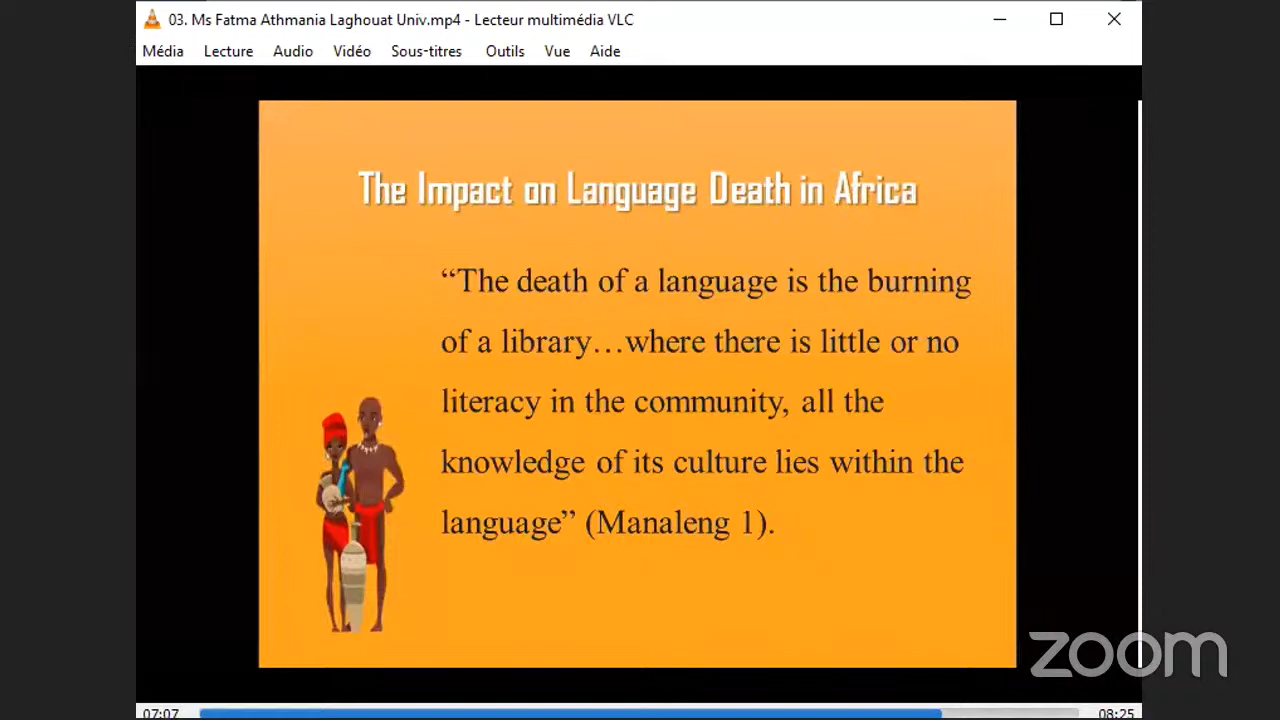 03. Ms Fatma Athmania Laghouat Univ.mp4 - Lecteur multimédia VLC
Média Lecture Audio Vidéo Sous-titres Outils Vue Aide
The Impact on Language Death in Africa
“The death of a language is the burning
of a library…where there is little or no
literacy in the community, all the
knowledge of its culture lies within the
language” (Manaleng 1).
zoom
07:07 08:25